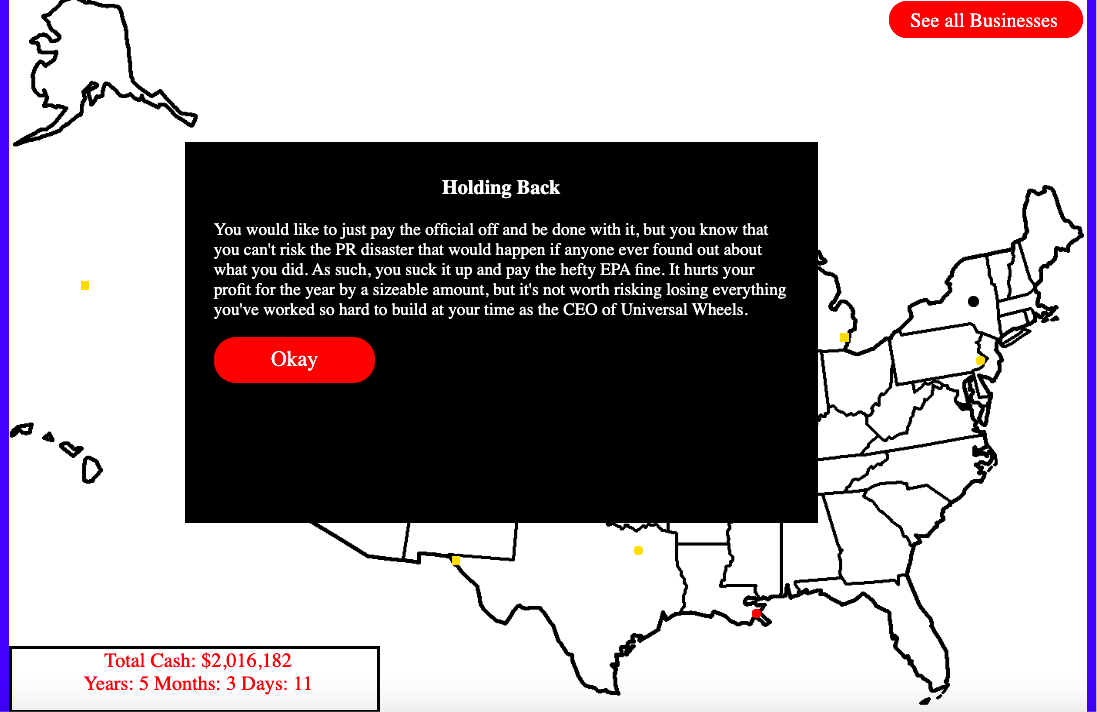 See all Businesses
Holding Back
You would like to just pay the official off and be done with it, but you know that
you can't risk the PR disaster that would happen if anyone ever found out about
what you did. As such, you suck it up and pay the hefty EPA fine. It hurts your
profit for the year by a sizeable amount, but it's not worth risking losing everything
you've worked so hard to build at your time as the CEO of Universal Wheels.
Okay
Total Cash: $2,016,182
Years: 5 Months: 3 Days: 11